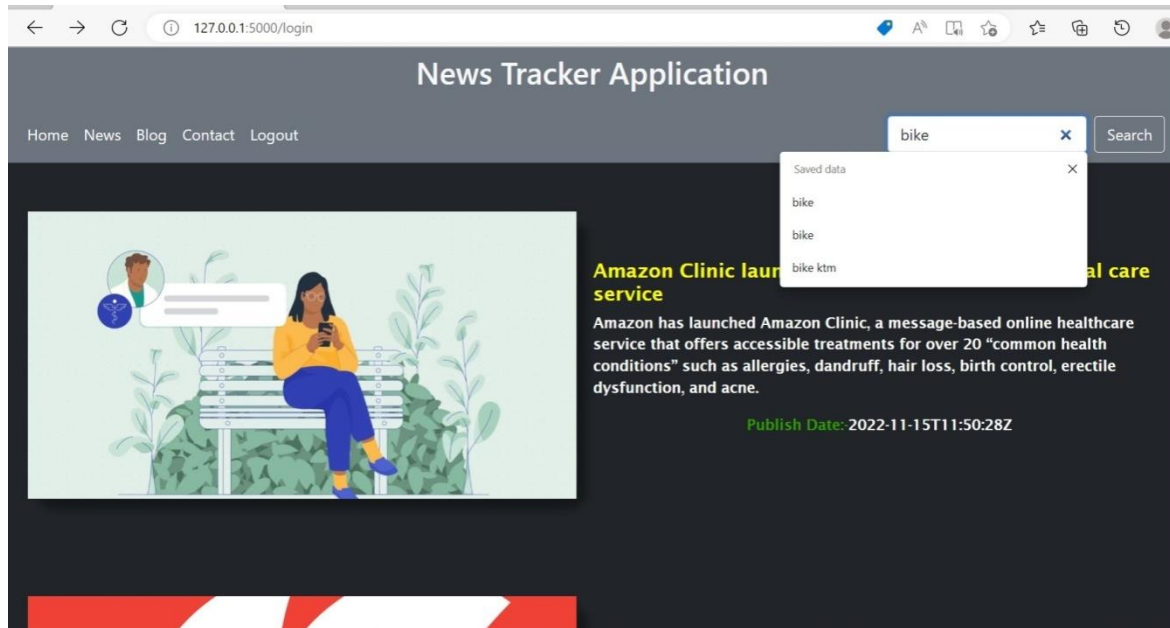 127.0.0.1:5000/login
News Tracker Application
Home News Blog Contact Logout
bike
Search
Saved data
bike
bike
bike ktm
Amazon Clinic al care
service
Amazon has launched Amazon Clinic, a message-based online healthcare
service that offers accessible treatments for over 20 “common health
conditions” such as allergies, dandruff, hair loss, birth control, erectile
dysfunction, and acne.
Publish Date:-2022-11-15T11:50:28Z